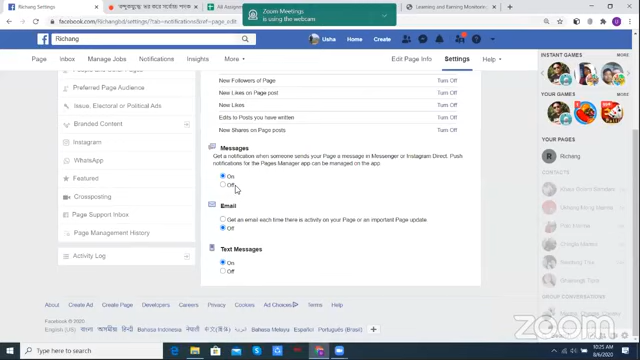 Zoom Meetings
is using the webcam
Richang Settings
Learning and Earning
facebook.com/Richangbd/settings/?tab=notifications&ref=page_edit
Richang
Usha
Home
Create
Page
Inbox
Manage Jobs
Notifications
Insights
More
Edit Page Info
Settings
Help
Preferred Page Audience
Issue, Electoral or Political Ads
Branded Content
Instagram
WhatsApp
Featured
Crossposting
Page Support Inbox
Page Management History
Activity Log
New Followers of Page
Turn Off
New Likes on Page post
Turn Off
New Likes
Turn Off
Edits to Posts you have written
Turn Off
New Shares on Page posts
Turn Off
Messages
Get a notification when someone sends your Page a message in Messenger or Instagram Direct. Push
notifications for the Pages Manager app can be managed on the app.
On
Off
Email
Get an email each time there is activity on your Page or an important Page update.
Off
Text Messages
On
Off
INSTANT GAMES
MORE
YOUR GAMES
MORE
YOUR PAGES
Richang
CONTACTS
GROUP CONVERSATIONS
About
Create Ad
Create Page
Developers
Careers
Privacy
Cookies
Ad Choices
Terms
Help
Facebook © 2020
English (US)
বাংলা
অসমীয়া
हिन्दी
नेपाली
Bahasa Indonesia
العربية
Bahasa Melayu
Español
Português (Brasil)
Type here to search
10:25 AM
8/6/2020
zoom